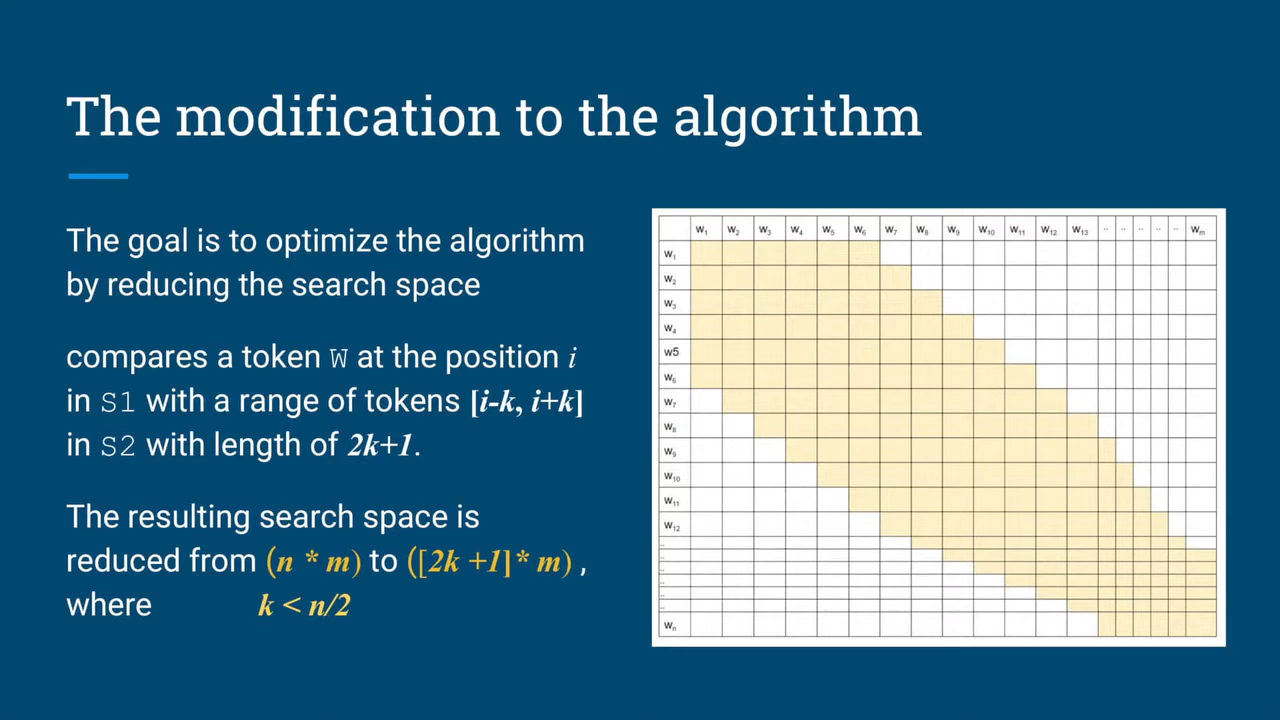 The modification to the algorithm
The goal is to optimize the algorithm
by reducing the search space
compares a token W at the position i
in S1 with a range of tokens [i-k, i+k]
in S2 with length of 2k+1.
The resulting search space is
reduced from (n * m) to ([2k +1]* m) ,
where k < n/2
W1 W2 W3 W4 W5 W6 W7 W8 W9 W10 W11 W12 W13 .. .. .. .. .. Wm
W1
W2
W3
W4
w5
W6
W7
W8
W9
W10
W11
W12
..
..
..
..
..
..
Wn